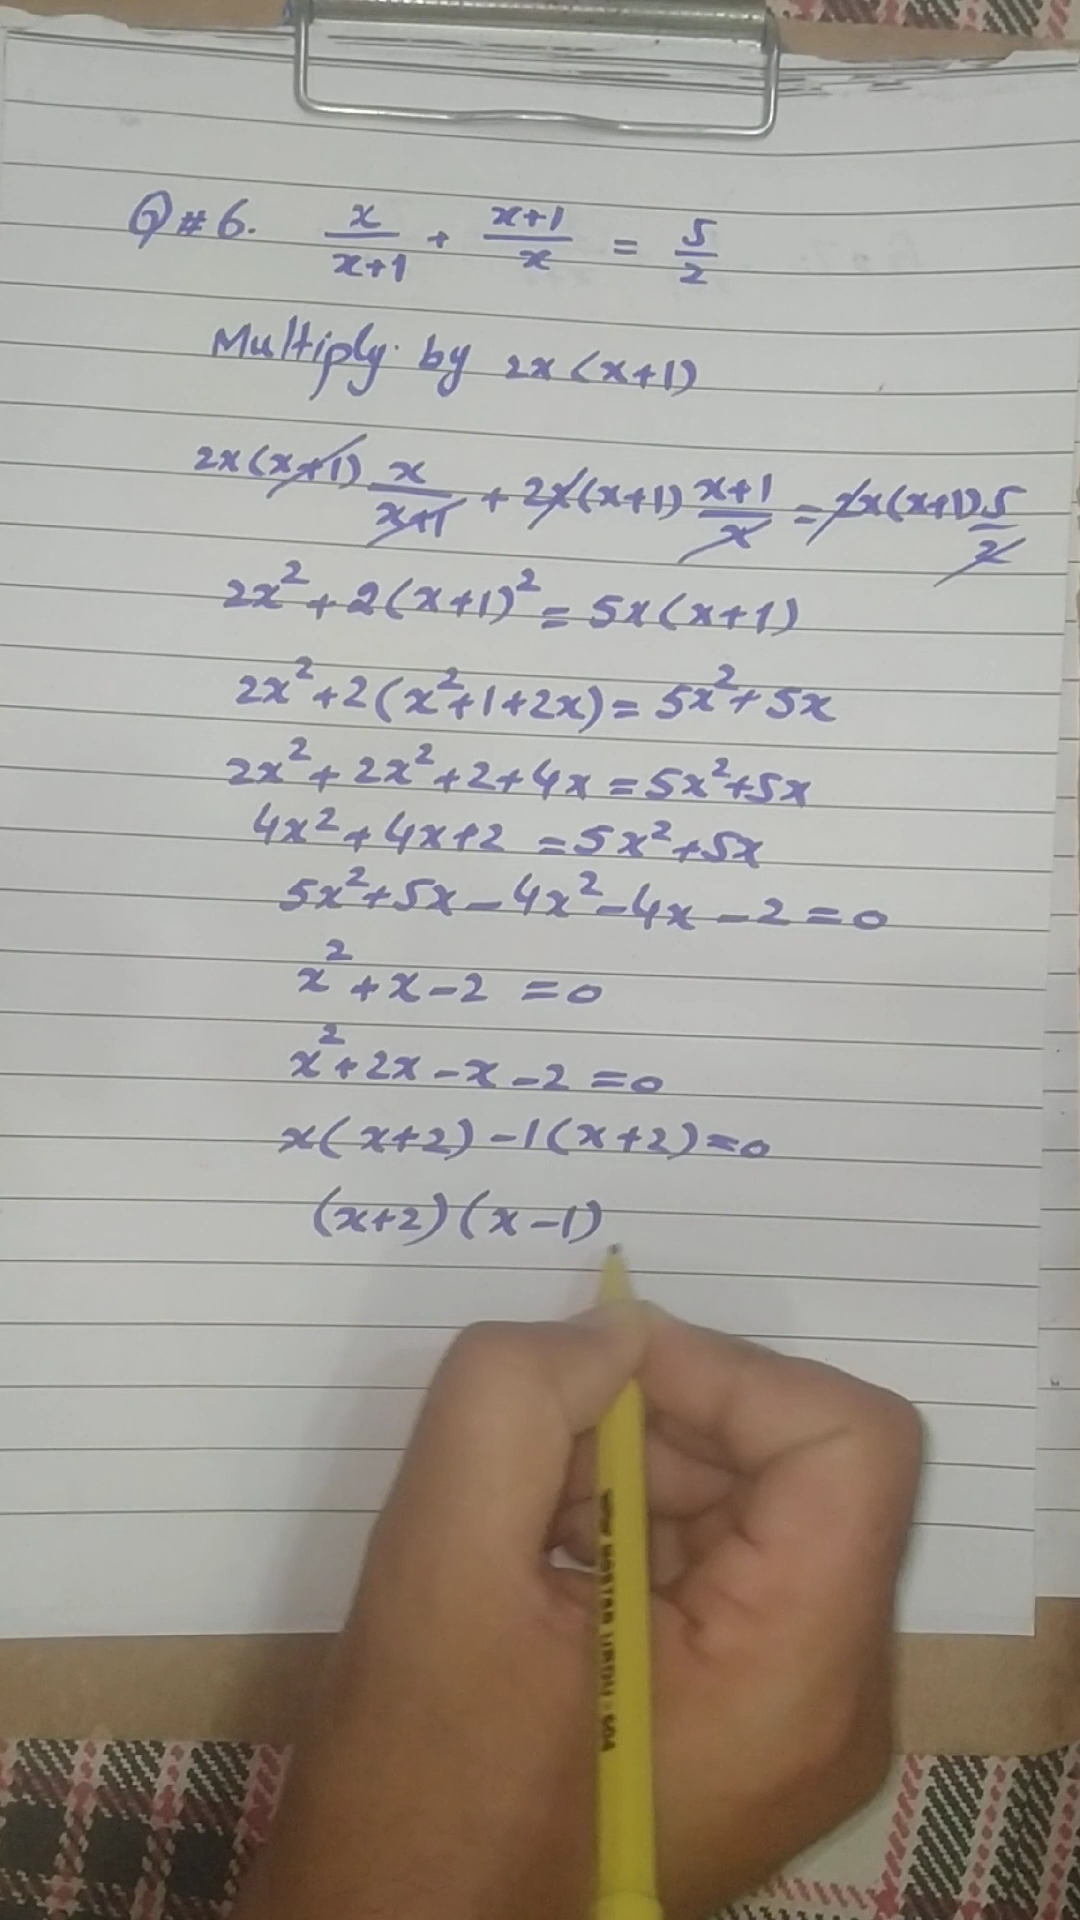 Q#6. x/(x+1) + (x+1)/x = 5/2
Multiply by 2x(x+1)
2x(x+1) x/(x+1) + 2x(x+1) (x+1)/x = 2x(x+1) 5/2
2x² + 2(x+1)² = 5x(x+1)
2x² + 2(x²+1+2x) = 5x² + 5x
2x² + 2x² + 2 + 4x = 5x² + 5x
4x² + 4x + 2 = 5x² + 5x
5x² + 5x - 4x² - 4x - 2 = 0
x² + x - 2 = 0
x² + 2x - x - 2 = 0
x(x+2) - 1(x+2) = 0
(x+2)(x-1)